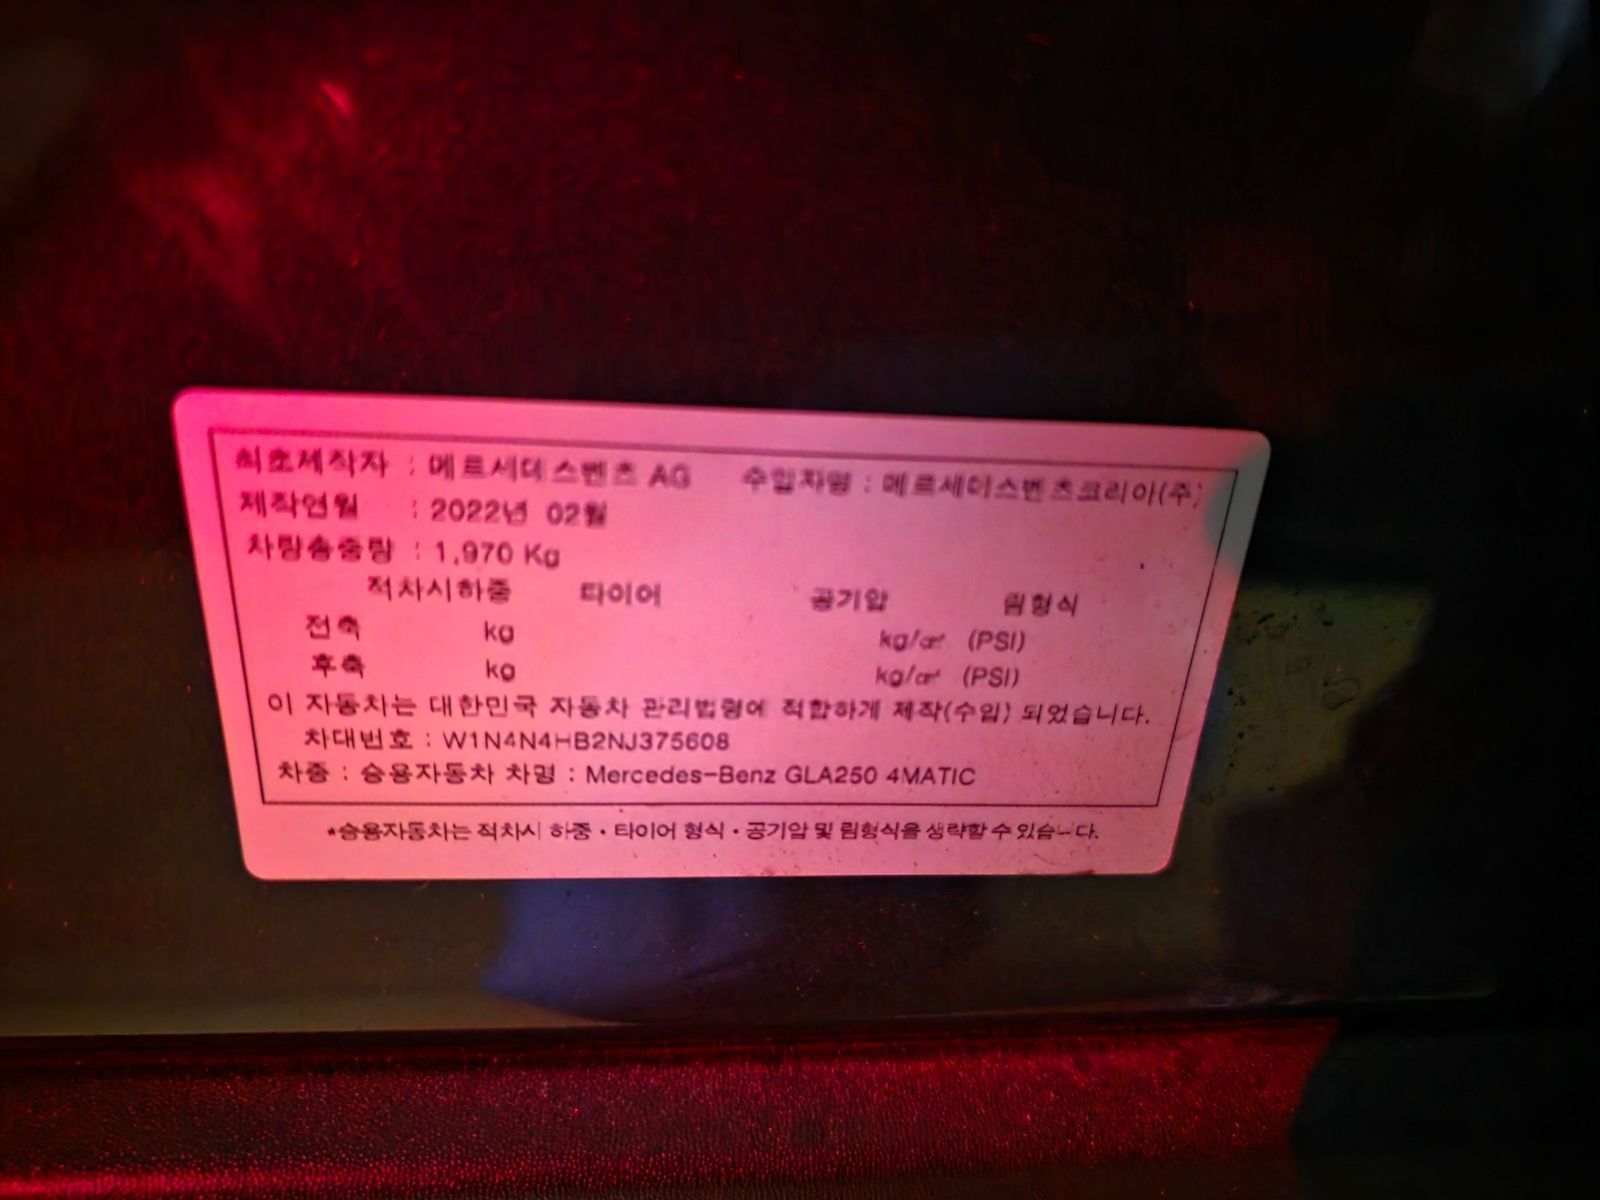 최초제작자 : 메르세데스벤츠 AG 수입자명 : 메르세데스벤츠코리아(주)
제작연월 : 2022년 02월
차량총중량 : 1,970 Kg
적차시하중 타이어 공기압 림형식
전축 kg kg/㎠ (PSI)
후축 kg kg/㎠ (PSI)
이 자동차는 대한민국 자동차 관리법령에 적합하게 제작(수입) 되었습니다.
차대번호 : W1N4N4HB2NJ375608
차종 : 승용자동차 차명 : Mercedes-Benz GLA250 4MATIC
*승용자동차는 적차시 하중·타이어 형식·공기압 및 림형식을 생략할 수 있습니다.